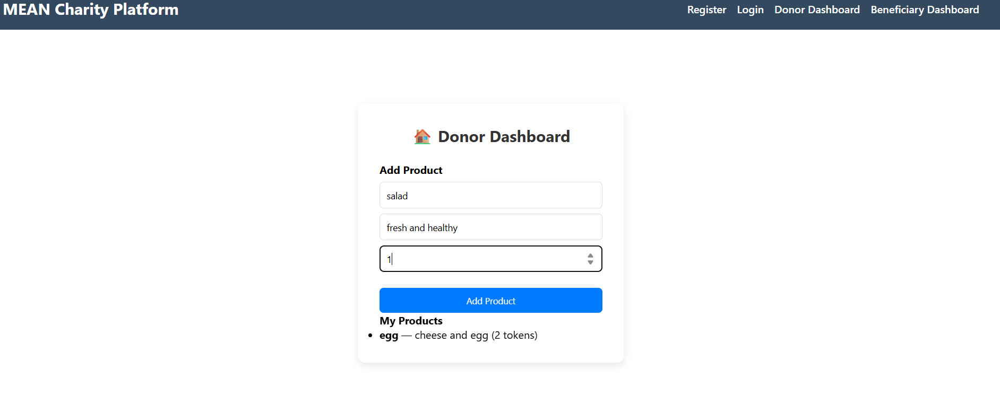 MEAN Charity Platform
Register Login Donor Dashboard Beneficiary Dashboard
Donor Dashboard
Add Product
salad
fresh and healthy
1
Add Product
My Products
egg — cheese and egg (2 tokens)